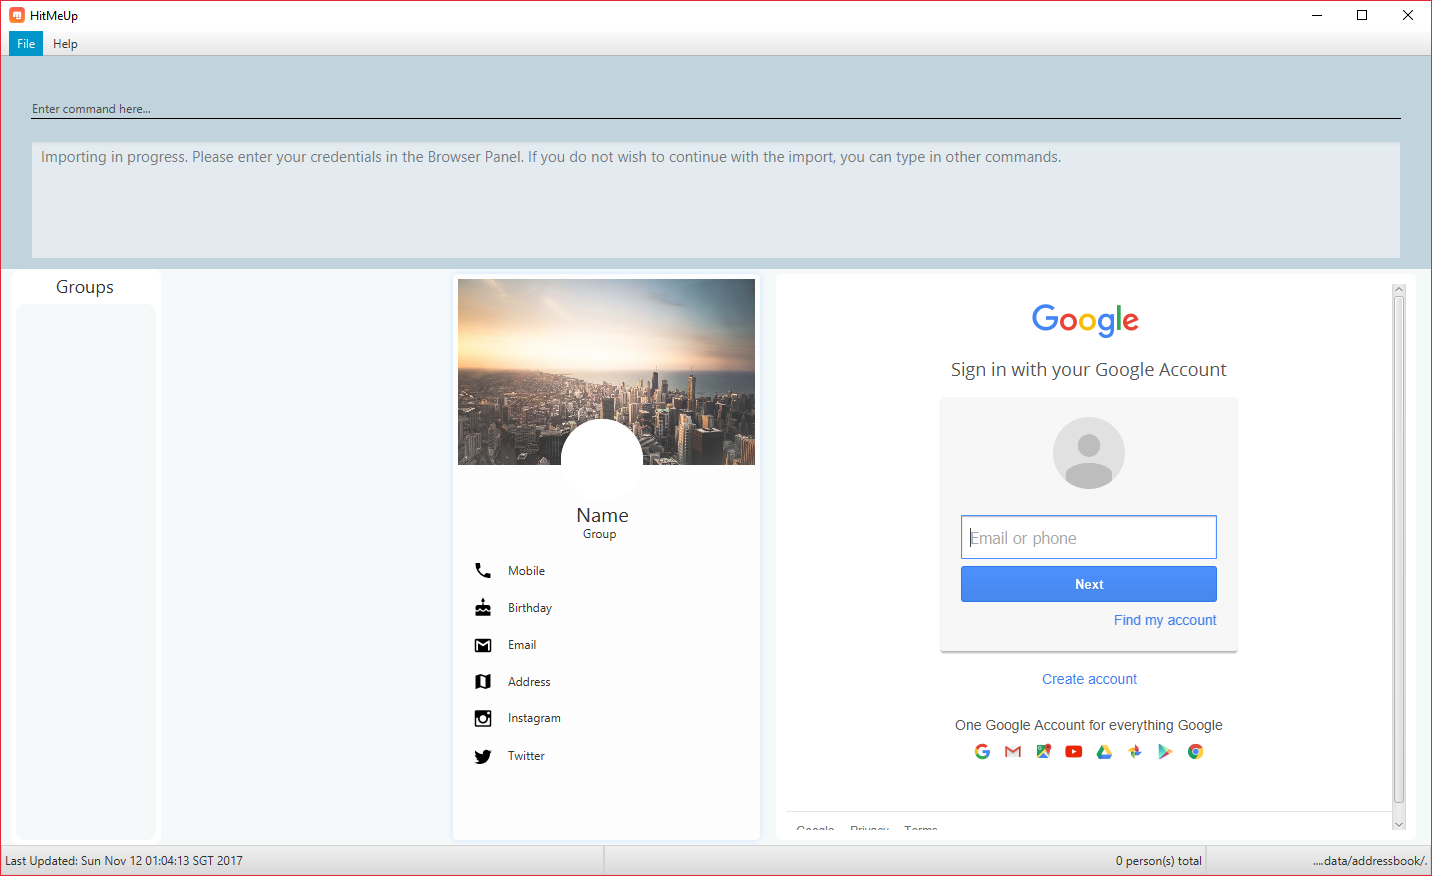 HitMeUp
File Help
Enter command here...
Importing in progress. Please enter your credentials in the Browser Panel. If you do not wish to continue with the import, you can type in other commands.
Groups
Name
Group
Mobile
Birthday
Email
Address
Instagram
Twitter
Google
Sign in with your Google Account
Email or phone
Next
Find my account
Create account
One Google Account for everything Google
Google Privacy Terms
Last Updated: Sun Nov 12 01:04:13 SGT 2017
0 person(s) total
....data/addressbook/.